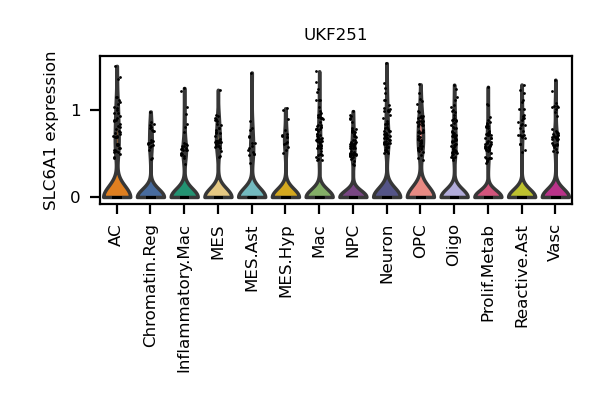 UKF251
SLC6A1 expression
1
0
AC
Chromatin.Reg
Inflammatory.Mac
MES
MES.Ast
MES.Hyp
Mac
NPC
Neuron
OPC
Oligo
Prolif.Metab
Reactive.Ast
Vasc